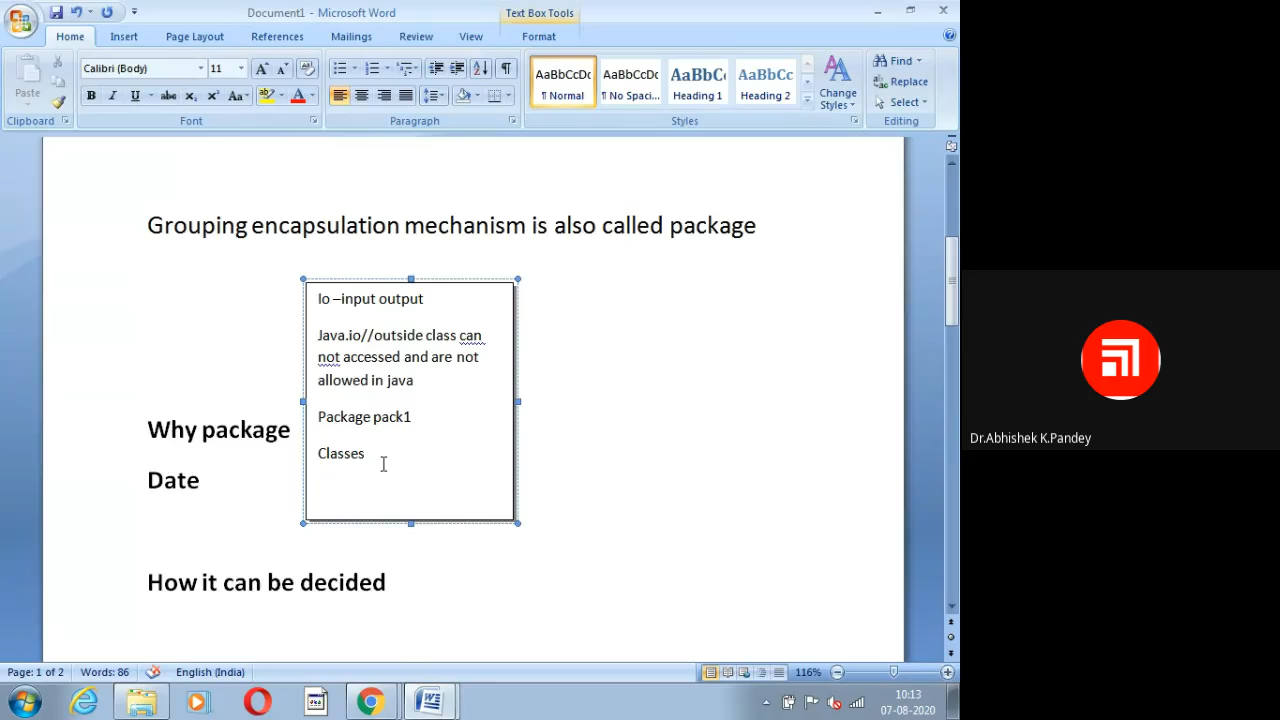 Document1 - Microsoft Word
Text Box Tools
Home Insert Page Layout References Mailings Review View Format
Paste
Calibri (Body) 11
B I U abc x₂ x² Aa
AaBbCcDc AaBbCcDc AaBbC AaBbCc
¶ Normal ¶ No Spaci... Heading 1 Heading 2
Change Styles
Find
Replace
Select
Clipboard Font Paragraph Styles Editing
Grouping encapsulation mechanism is also called package
Io –input output
Java.io//outside class can
not accessed and are not
allowed in java
Package pack1
Classes
Why package
Date
How it can be decided
Dr.Abhishek K.Pandey
Page: 1 of 2 Words: 86 English (India) 116%
10:13
07-08-2020